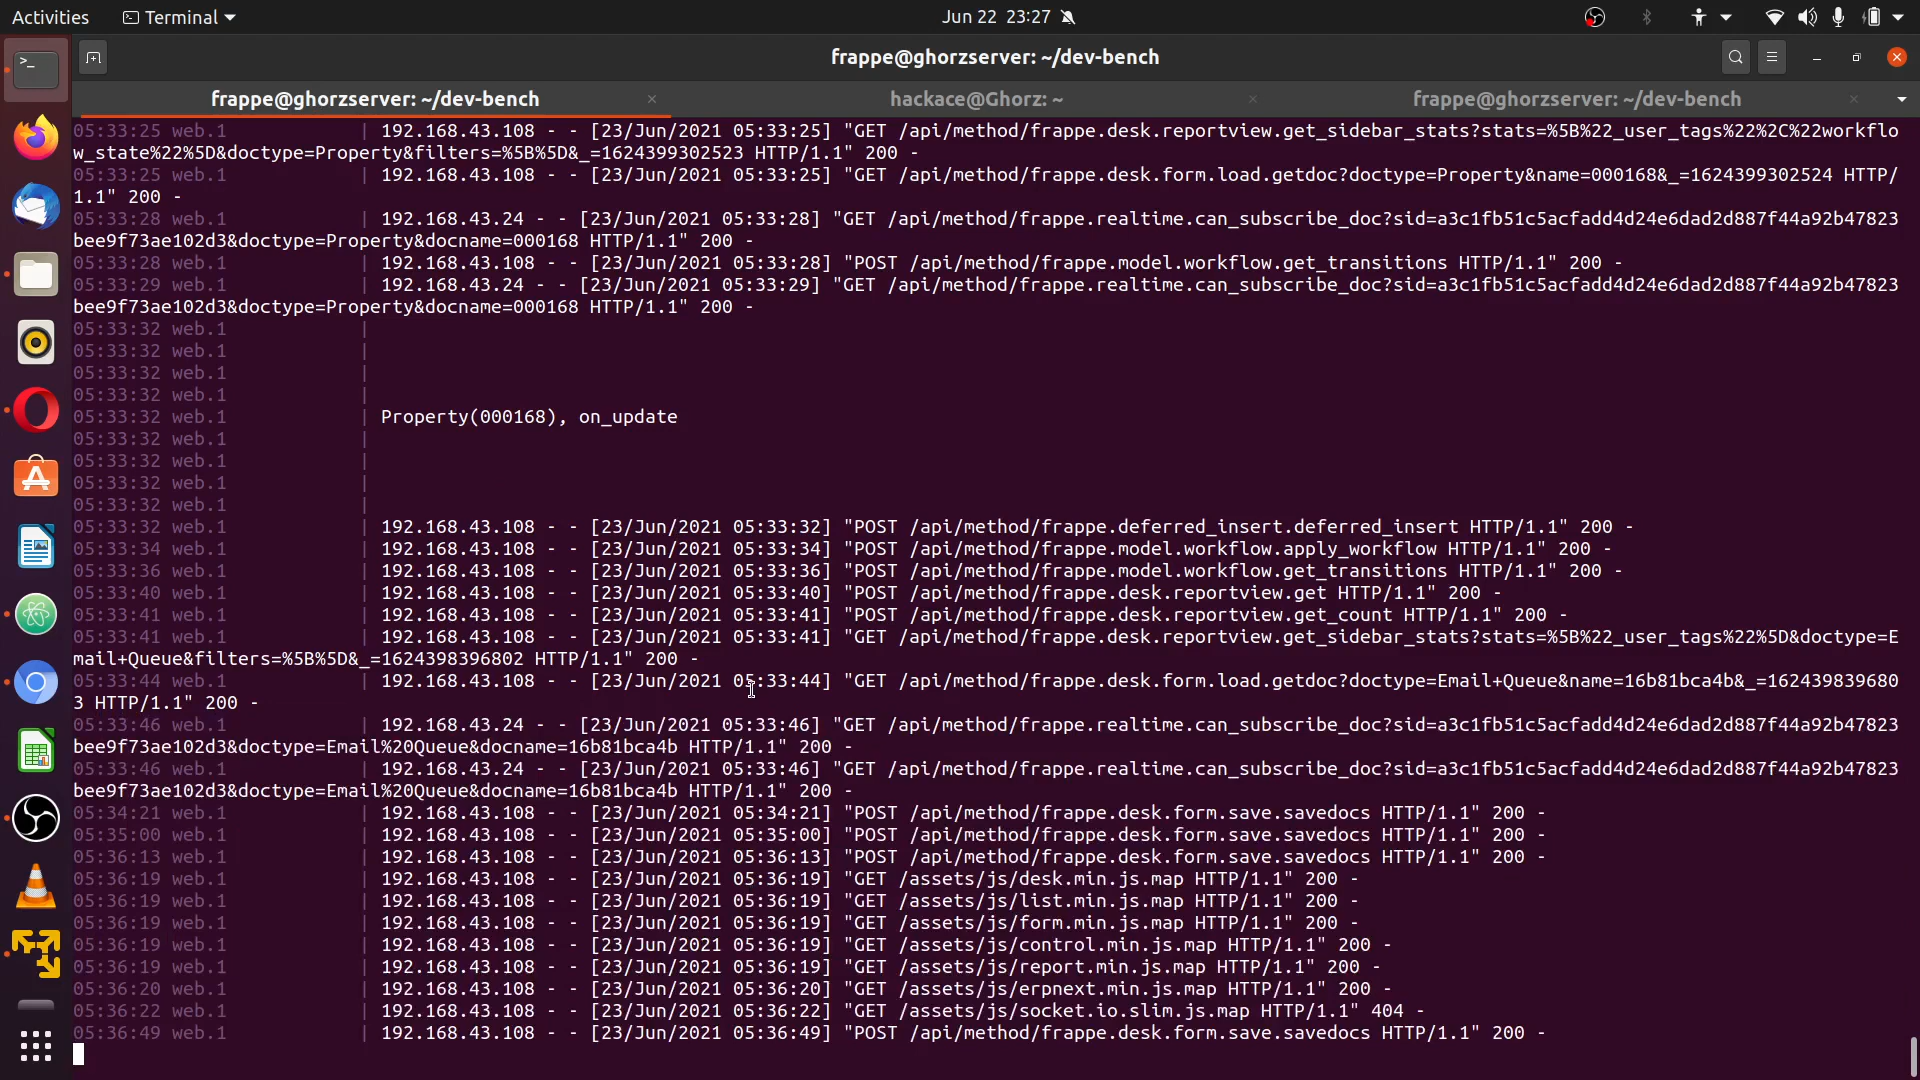 Activities Terminal Jun 22 23:27
frappe@ghorzserver: ~/dev-bench
frappe@ghorzserver: ~/dev-bench hackace@Ghorz: ~ frappe@ghorzserver: ~/dev-bench
05:33:25 web.1 | 192.168.43.108 - - [23/Jun/2021 05:33:25] "GET /api/method/frappe.desk.reportview.get_sidebar_stats?stats=%5B%22_user_tags%22%2C%22workflo
w_state%22%5D&doctype=Property&filters=%5B%5D&_=1624399302523 HTTP/1.1" 200 -
05:33:25 web.1 | 192.168.43.108 - - [23/Jun/2021 05:33:25] "GET /api/method/frappe.desk.form.load.getdoc?doctype=Property&name=000168&_=1624399302524 HTTP/
1.1" 200 -
05:33:28 web.1 | 192.168.43.24 - - [23/Jun/2021 05:33:28] "GET /api/method/frappe.realtime.can_subscribe_doc?sid=a3c1fb51c5acfadd4d24e6dad2d887f44a92b47823
bee9f73ae102d3&doctype=Property&docname=000168 HTTP/1.1" 200 -
05:33:28 web.1 | 192.168.43.108 - - [23/Jun/2021 05:33:28] "POST /api/method/frappe.model.workflow.get_transitions HTTP/1.1" 200 -
05:33:29 web.1 | 192.168.43.24 - - [23/Jun/2021 05:33:29] "GET /api/method/frappe.realtime.can_subscribe_doc?sid=a3c1fb51c5acfadd4d24e6dad2d887f44a92b47823
bee9f73ae102d3&doctype=Property&docname=000168 HTTP/1.1" 200 -
05:33:32 web.1 |
05:33:32 web.1 |
05:33:32 web.1 |
05:33:32 web.1 |
05:33:32 web.1 | Property(000168), on_update
05:33:32 web.1 |
05:33:32 web.1 |
05:33:32 web.1 |
05:33:32 web.1 |
05:33:32 web.1 | 192.168.43.108 - - [23/Jun/2021 05:33:32] "POST /api/method/frappe.deferred_insert.deferred_insert HTTP/1.1" 200 -
05:33:34 web.1 | 192.168.43.108 - - [23/Jun/2021 05:33:34] "POST /api/method/frappe.model.workflow.apply_workflow HTTP/1.1" 200 -
05:33:36 web.1 | 192.168.43.108 - - [23/Jun/2021 05:33:36] "POST /api/method/frappe.model.workflow.get_transitions HTTP/1.1" 200 -
05:33:40 web.1 | 192.168.43.108 - - [23/Jun/2021 05:33:40] "POST /api/method/frappe.desk.reportview.get HTTP/1.1" 200 -
05:33:41 web.1 | 192.168.43.108 - - [23/Jun/2021 05:33:41] "POST /api/method/frappe.desk.reportview.get_count HTTP/1.1" 200 -
05:33:41 web.1 | 192.168.43.108 - - [23/Jun/2021 05:33:41] "GET /api/method/frappe.desk.reportview.get_sidebar_stats?stats=%5B%22_user_tags%22%5D&doctype=E
mail+Queue&filters=%5B%5D&_=1624398396802 HTTP/1.1" 200 -
05:33:44 web.1 | 192.168.43.108 - - [23/Jun/2021 05:33:44] "GET /api/method/frappe.desk.form.load.getdoc?doctype=Email+Queue&name=16b81bca4b&_=162439839680
3 HTTP/1.1" 200 -
05:33:46 web.1 | 192.168.43.24 - - [23/Jun/2021 05:33:46] "GET /api/method/frappe.realtime.can_subscribe_doc?sid=a3c1fb51c5acfadd4d24e6dad2d887f44a92b47823
bee9f73ae102d3&doctype=Email%20Queue&docname=16b81bca4b HTTP/1.1" 200 -
05:33:46 web.1 | 192.168.43.24 - - [23/Jun/2021 05:33:46] "GET /api/method/frappe.realtime.can_subscribe_doc?sid=a3c1fb51c5acfadd4d24e6dad2d887f44a92b47823
bee9f73ae102d3&doctype=Email%20Queue&docname=16b81bca4b HTTP/1.1" 200 -
05:34:21 web.1 | 192.168.43.108 - - [23/Jun/2021 05:34:21] "POST /api/method/frappe.desk.form.save.savedocs HTTP/1.1" 200 -
05:35:00 web.1 | 192.168.43.108 - - [23/Jun/2021 05:35:00] "POST /api/method/frappe.desk.form.save.savedocs HTTP/1.1" 200 -
05:36:13 web.1 | 192.168.43.108 - - [23/Jun/2021 05:36:13] "POST /api/method/frappe.desk.form.save.savedocs HTTP/1.1" 200 -
05:36:19 web.1 | 192.168.43.108 - - [23/Jun/2021 05:36:19] "GET /assets/js/desk.min.js.map HTTP/1.1" 200 -
05:36:19 web.1 | 192.168.43.108 - - [23/Jun/2021 05:36:19] "GET /assets/js/list.min.js.map HTTP/1.1" 200 -
05:36:19 web.1 | 192.168.43.108 - - [23/Jun/2021 05:36:19] "GET /assets/js/form.min.js.map HTTP/1.1" 200 -
05:36:19 web.1 | 192.168.43.108 - - [23/Jun/2021 05:36:19] "GET /assets/js/control.min.js.map HTTP/1.1" 200 -
05:36:19 web.1 | 192.168.43.108 - - [23/Jun/2021 05:36:19] "GET /assets/js/report.min.js.map HTTP/1.1" 200 -
05:36:20 web.1 | 192.168.43.108 - - [23/Jun/2021 05:36:20] "GET /assets/js/erpnext.min.js.map HTTP/1.1" 200 -
05:36:22 web.1 | 192.168.43.108 - - [23/Jun/2021 05:36:22] "GET /assets/js/socket.io.slim.js.map HTTP/1.1" 404 -
05:36:49 web.1 | 192.168.43.108 - - [23/Jun/2021 05:36:49] "POST /api/method/frappe.desk.form.save.savedocs HTTP/1.1" 200 -